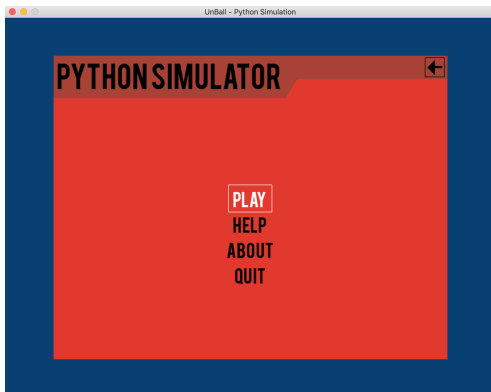 UnBall - Python Simulation
PYTHON SIMULATOR
PLAY
HELP
ABOUT
QUIT